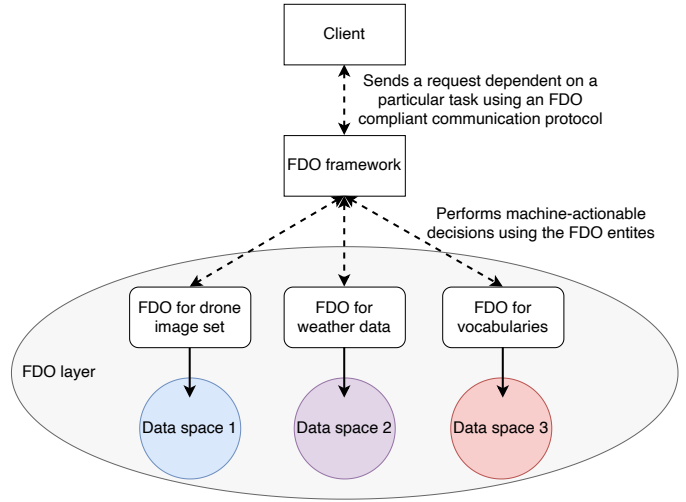 Client
Sends a request dependent on a
particular task using an FDO
compliant communication protocol
FDO framework
Performs machine-actionable
decisions using the FDO entites
FDO for drone
image set
FDO for
weather data
FDO for
vocabularies
FDO layer
Data space 1
Data space 2
Data space 3